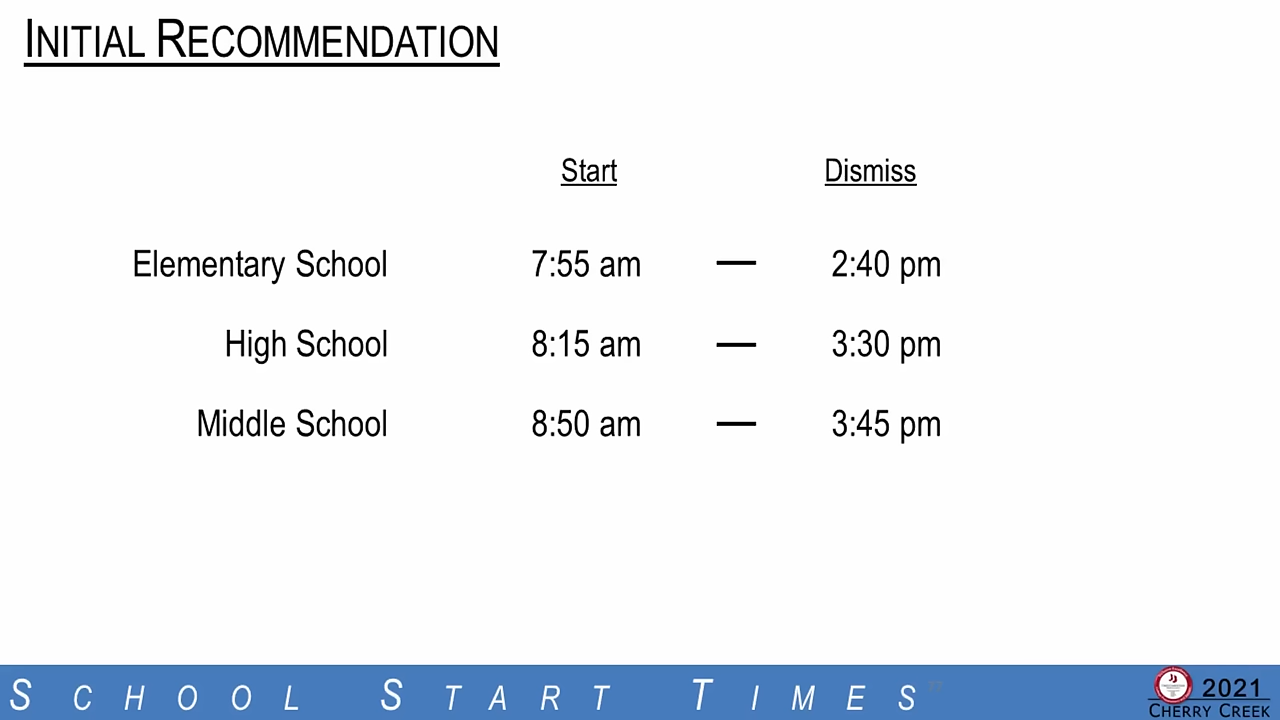 INITIAL RECOMMENDATION
Start Dismiss
Elementary School 7:55 am — 2:40 pm
High School 8:15 am — 3:30 pm
Middle School 8:50 am — 3:45 pm
SCHOOL START TIMES
2021
CHERRY CREEK